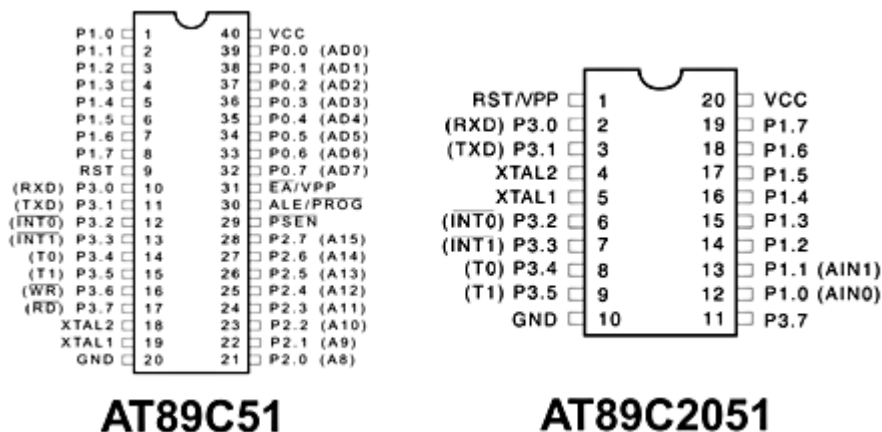 P1.0 1 40 VCC
P1.1 2 39 P0.0 (AD0)
P1.2 3 38 P0.1 (AD1)
P1.3 4 37 P0.2 (AD2)
P1.4 5 36 P0.3 (AD3)
P1.5 6 35 P0.4 (AD4)
P1.6 7 34 P0.5 (AD5)
P1.7 8 33 P0.6 (AD6)
RST 9 32 P0.7 (AD7)
(RXD) P3.0 10 31 EA/VPP
(TXD) P3.1 11 30 ALE/PROG
(INT0) P3.2 12 29 PSEN
(INT1) P3.3 13 28 P2.7 (A15)
(T0) P3.4 14 27 P2.6 (A14)
(T1) P3.5 15 26 P2.5 (A13)
(WR) P3.6 16 25 P2.4 (A12)
(RD) P3.7 17 24 P2.3 (A11)
XTAL2 18 23 P2.2 (A10)
XTAL1 19 22 P2.1 (A9)
GND 20 21 P2.0 (A8)
AT89C51
RST/VPP 1 20 VCC
(RXD) P3.0 2 19 P1.7
(TXD) P3.1 3 18 P1.6
XTAL2 4 17 P1.5
XTAL1 5 16 P1.4
(INT0) P3.2 6 15 P1.3
(INT1) P3.3 7 14 P1.2
(T0) P3.4 8 13 P1.1 (AIN1)
(T1) P3.5 9 12 P1.0 (AIN0)
GND 10 11 P3.7
AT89C2051